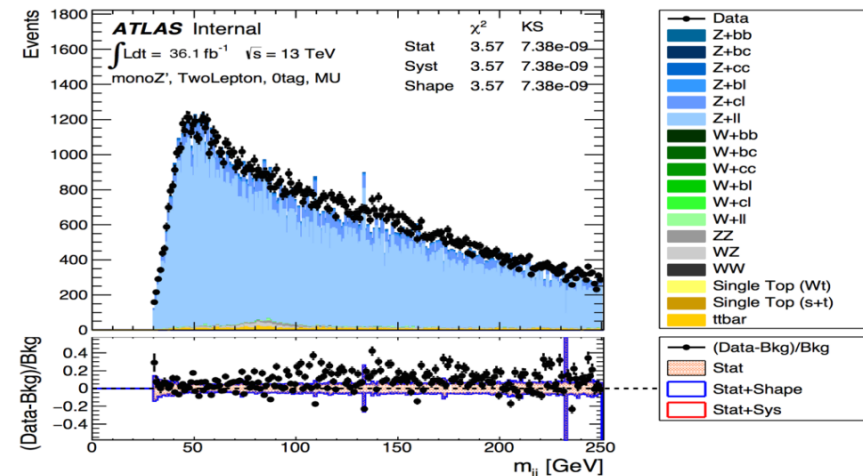 Events
1800
1600
1400
1200
1000
800
600
400
200
0
ATLAS Internal
∫Ldt = 36.1 fb⁻¹ √s = 13 TeV
monoZ', TwoLepton, 0tag, MU
χ² KS
Stat 3.57 7.38e-09
Syst 3.57 7.38e-09
Shape 3.57 7.38e-09
Data
Z+bb
Z+bc
Z+cc
Z+bl
Z+cl
Z+ll
W+bb
W+bc
W+cc
W+bl
W+cl
W+ll
ZZ
WZ
WW
Single Top (Wt)
Single Top (s+t)
ttbar
(Data-Bkg)/Bkg
0.4
0.2
0
−0.2
−0.4
0 50 100 150 200 250
m_jj [GeV]
(Data-Bkg)/Bkg
Stat
Stat+Shape
Stat+Sys